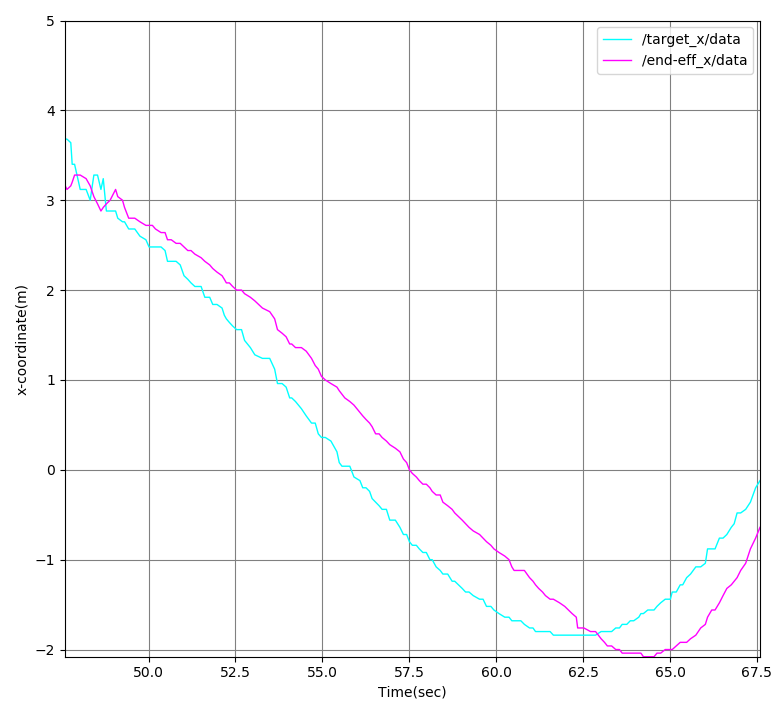 /target_x/data
/end-eff_x/data
5
4
3
2
1
0
−1
−2
x-coordinate(m)
50.0 52.5 55.0 57.5 60.0 62.5 65.0 67.5
Time(sec)